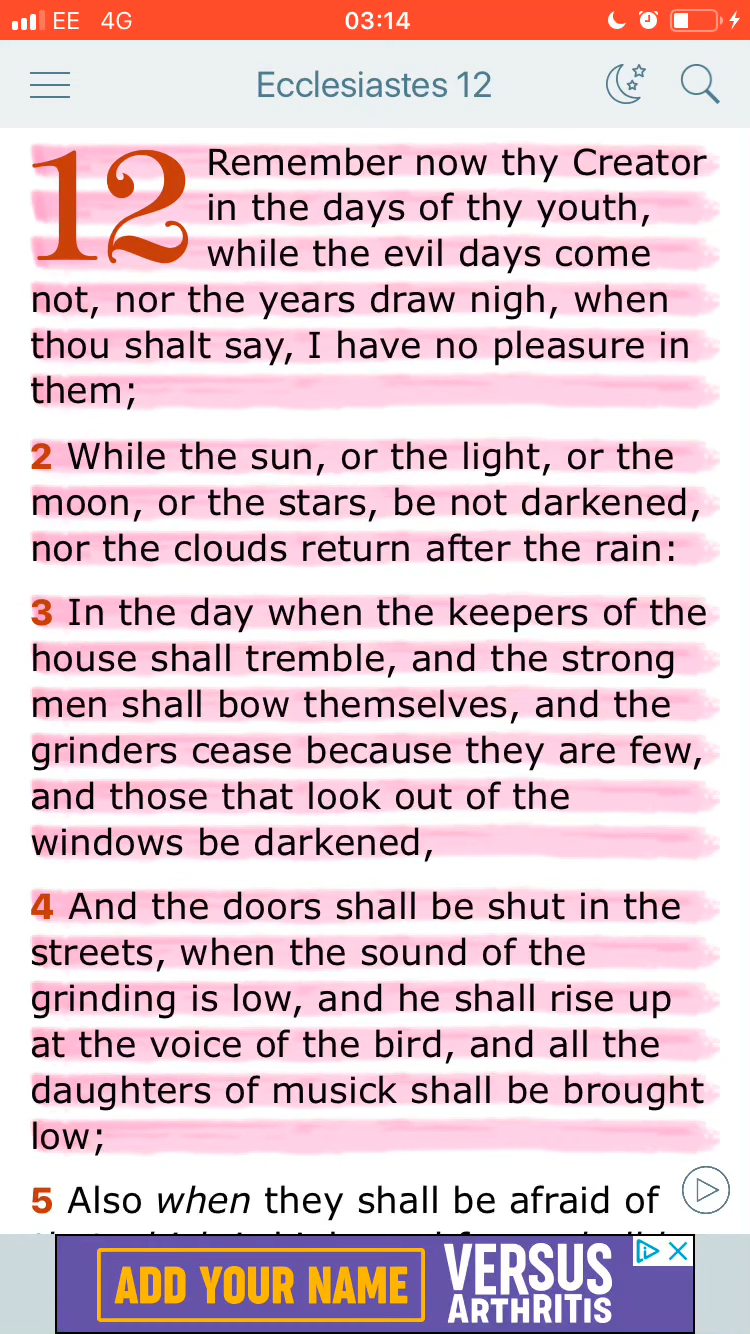 EE 4G 03:14
Ecclesiastes 12
12 Remember now thy Creator
in the days of thy youth,
while the evil days come
not, nor the years draw nigh, when
thou shalt say, I have no pleasure in
them;
2 While the sun, or the light, or the
moon, or the stars, be not darkened,
nor the clouds return after the rain:
3 In the day when the keepers of the
house shall tremble, and the strong
men shall bow themselves, and the
grinders cease because they are few,
and those that look out of the
windows be darkened,
4 And the doors shall be shut in the
streets, when the sound of the
grinding is low, and he shall rise up
at the voice of the bird, and all the
daughters of musick shall be brought
low;
5 Also when they shall be afraid of
ADD YOUR NAME
VERSUS
ARTHRITIS